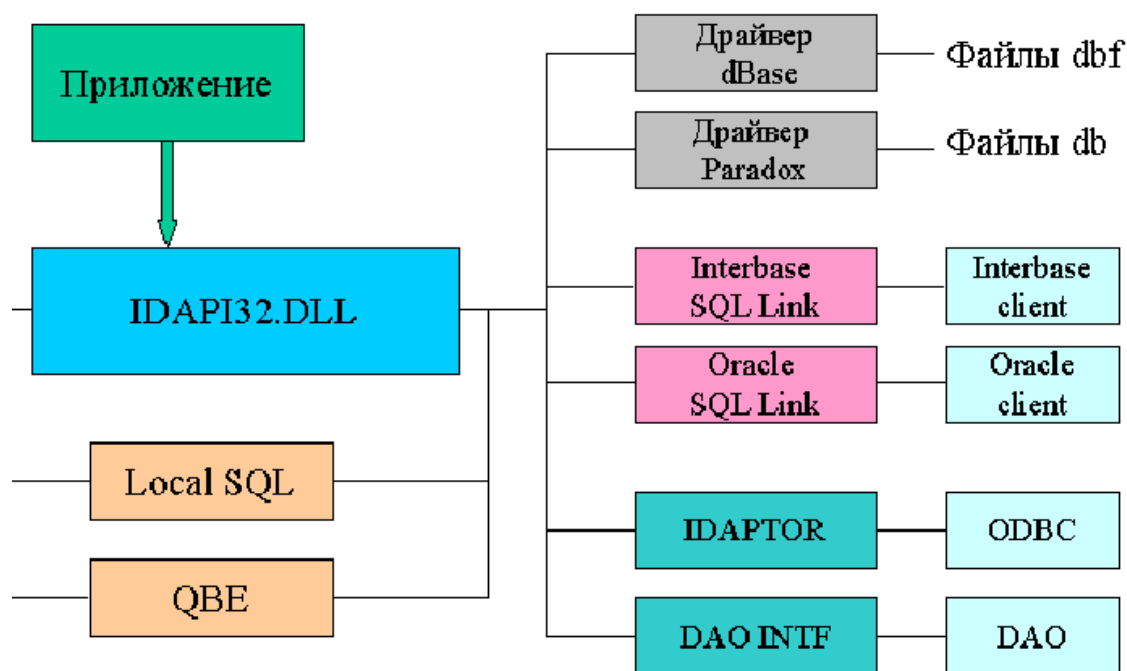 Приложение
IDAPI32.DLL
Local SQL
QBE
Драйвер
dBase
Файлы dbf
Драйвер
Paradox
Файлы db
Interbase
SQL Link
Interbase
client
Oracle
SQL Link
Oracle
client
IDAPTOR
ODBC
DAO INTF
DAO